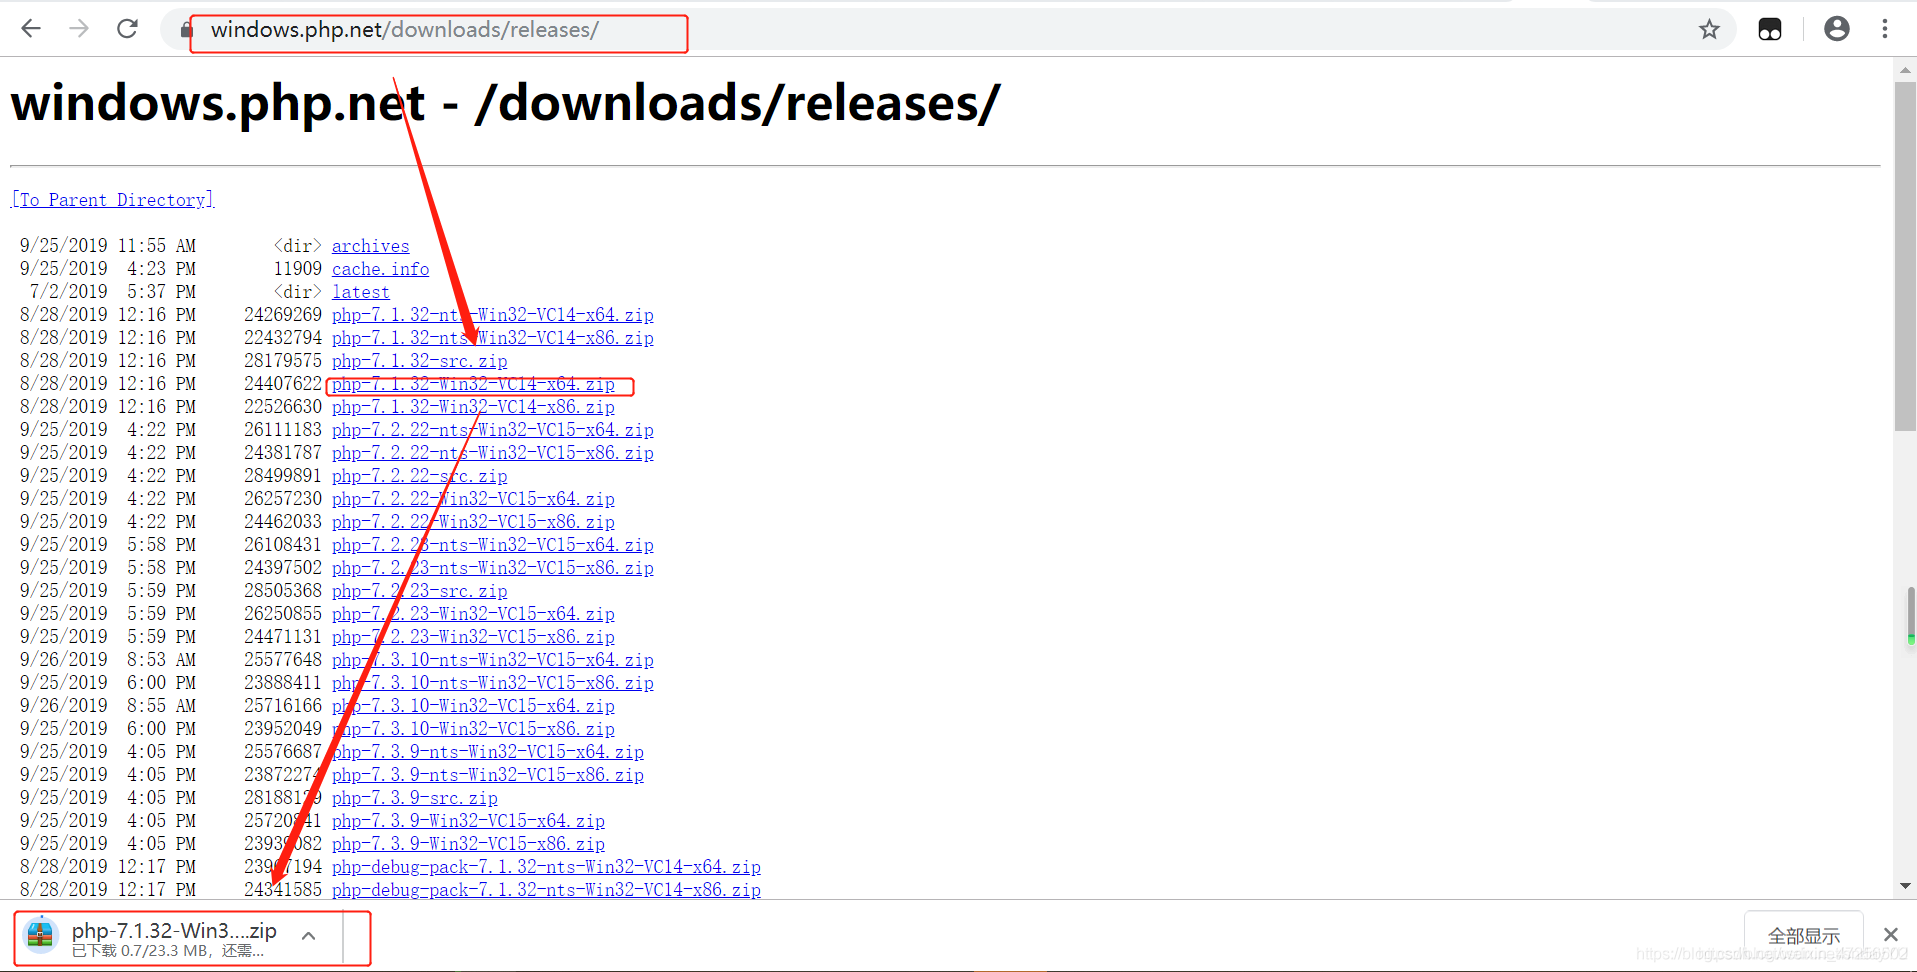 windows.php.net/downloads/releases/
windows.php.net - /downloads/releases/
[To Parent Directory]
9/25/2019 11:55 AM <dir> archives
9/25/2019 4:23 PM 11909 cache.info
7/2/2019 5:37 PM <dir> latest
8/28/2019 12:16 PM 24269269 php-7.1.32-nts-Win32-VC14-x64.zip
8/28/2019 12:16 PM 22432794 php-7.1.32-nts-Win32-VC14-x86.zip
8/28/2019 12:16 PM 28179575 php-7.1.32-src.zip
8/28/2019 12:16 PM 24407622 php-7.1.32-Win32-VC14-x64.zip
8/28/2019 12:16 PM 22526630 php-7.1.32-Win32-VC14-x86.zip
9/25/2019 4:22 PM 26111183 php-7.2.22-nts-Win32-VC15-x64.zip
9/25/2019 4:22 PM 24381787 php-7.2.22-nts-Win32-VC15-x86.zip
9/25/2019 4:22 PM 28499891 php-7.2.22-src.zip
9/25/2019 4:22 PM 26257230 php-7.2.22-Win32-VC15-x64.zip
9/25/2019 4:22 PM 24462033 php-7.2.22-Win32-VC15-x86.zip
9/25/2019 5:58 PM 26108431 php-7.2.23-nts-Win32-VC15-x64.zip
9/25/2019 5:58 PM 24397502 php-7.2.23-nts-Win32-VC15-x86.zip
9/25/2019 5:59 PM 28505368 php-7.2.23-src.zip
9/25/2019 5:59 PM 26250855 php-7.2.23-Win32-VC15-x64.zip
9/25/2019 5:59 PM 24471131 php-7.2.23-Win32-VC15-x86.zip
9/26/2019 8:53 AM 25577648 php-7.3.10-nts-Win32-VC15-x64.zip
9/25/2019 6:00 PM 23888411 php-7.3.10-nts-Win32-VC15-x86.zip
9/26/2019 8:55 AM 25716166 php-7.3.10-Win32-VC15-x64.zip
9/25/2019 6:00 PM 23952049 php-7.3.10-Win32-VC15-x86.zip
9/25/2019 4:05 PM 25576687 php-7.3.9-nts-Win32-VC15-x64.zip
9/25/2019 4:05 PM 23872274 php-7.3.9-nts-Win32-VC15-x86.zip
9/25/2019 4:05 PM 28188129 php-7.3.9-src.zip
9/25/2019 4:05 PM 25720841 php-7.3.9-Win32-VC15-x64.zip
9/25/2019 4:05 PM 23939082 php-7.3.9-Win32-VC15-x86.zip
8/28/2019 12:17 PM 23967194 php-debug-pack-7.1.32-nts-Win32-VC14-x64.zip
8/28/2019 12:17 PM 24341585 php-debug-pack-7.1.32-nts-Win32-VC14-x86.zip
php-7.1.32-Win3....zip
已下载 0.7/23.3 MB，还需...
全部显示